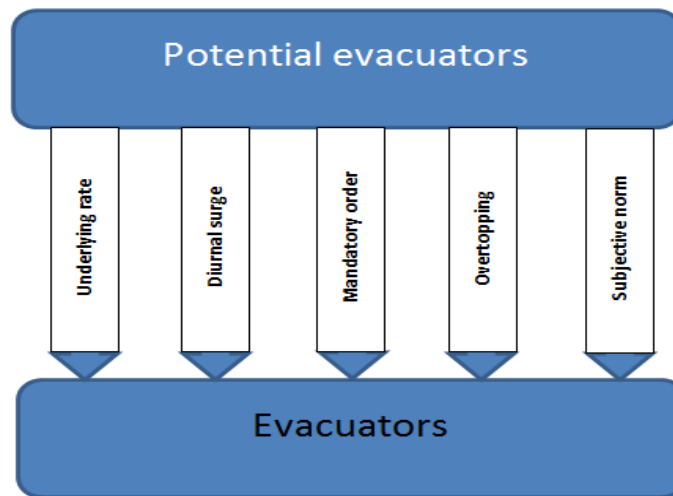 Potential evacuators
Underlying rate
Diurnal surge
Mandatory order
Overtopping
Subjective norm
Evacuators